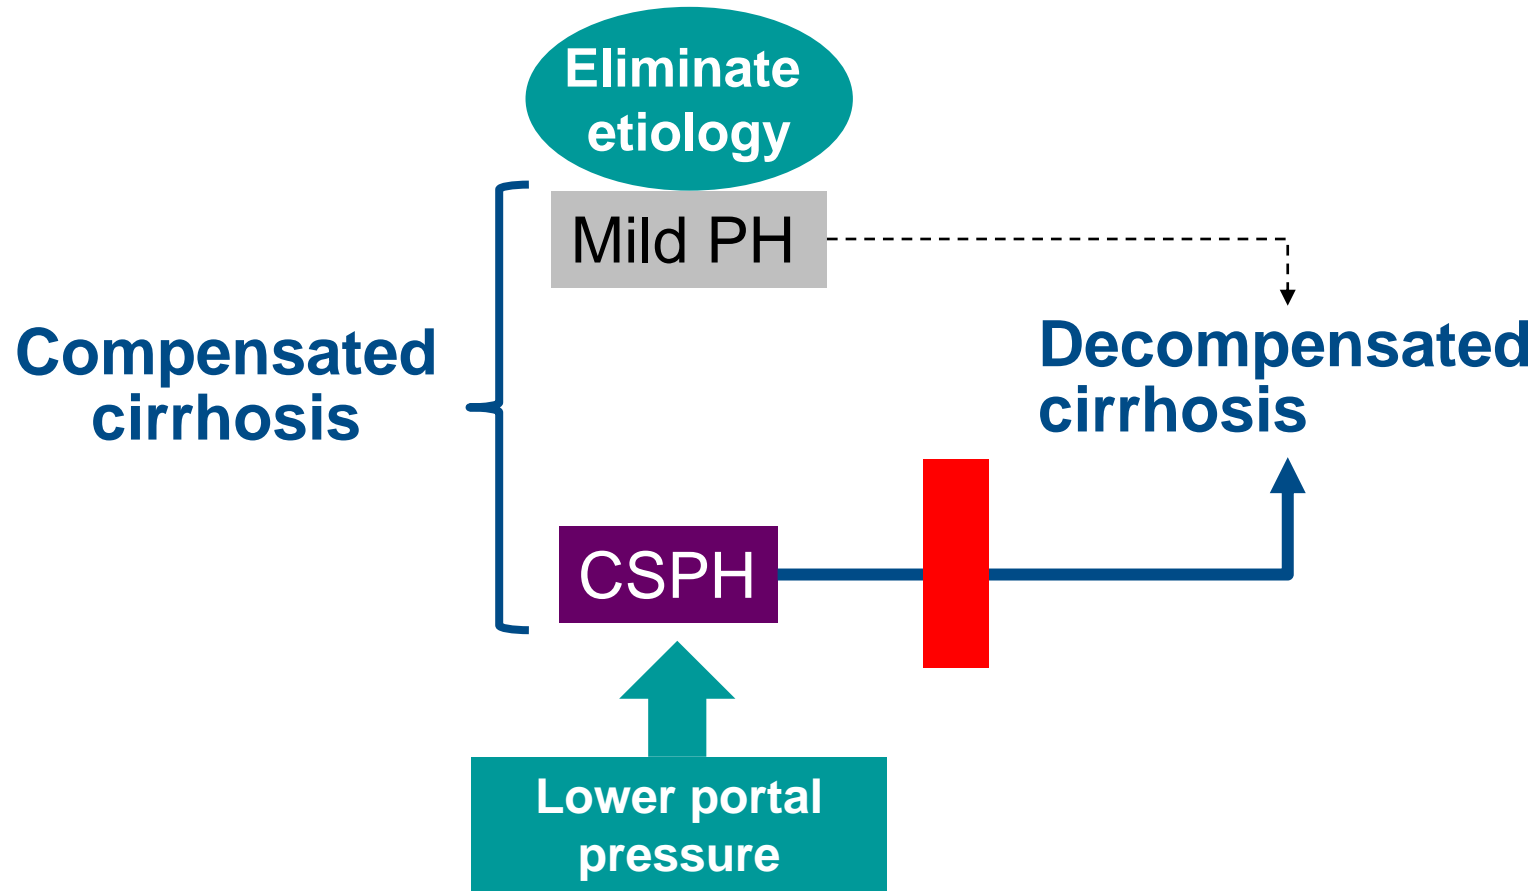 Eliminate
etiology
Mild PH
Compensated
cirrhosis
Decompensated
cirrhosis
CSPH
Lower portal
pressure